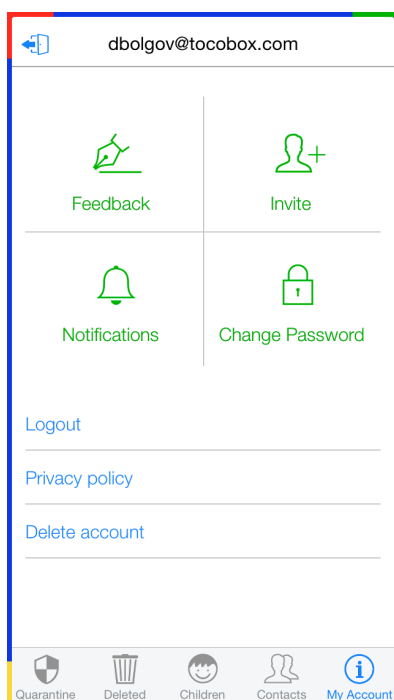 dbolgov@tocobox.com
Feedback
Invite
Notifications
Change Password
Logout
Privacy policy
Delete account
Quarantine
Deleted
Children
Contacts
My Account